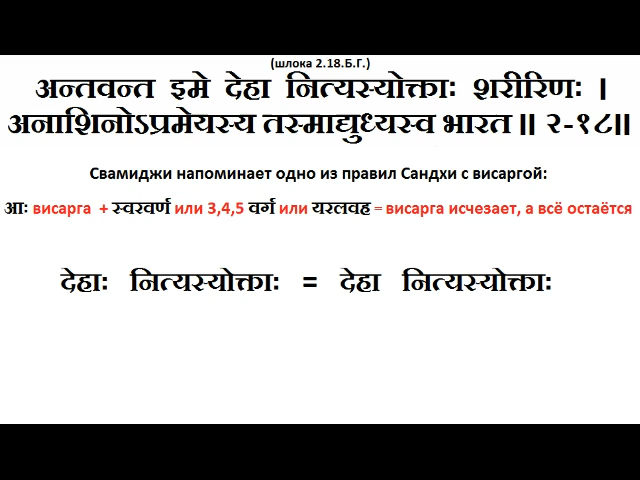 (шлока 2.18.Б.Г.)
अन्तवन्त इमे देहा नित्यस्योक्ताः शरीरिणः ।
अनाशिनोऽप्रमेयस्य तस्माद्युध्यस्व भारत ॥ २-१८॥
Свамиджи напоминает одно из правил Сандхи с висаргой:
आः висарга + स्वरवर्ण или 3,4,5 वर्ग или यरलवह = висарга исчезает, а всё остаётся
देहाः नित्यस्योक्ताः = देहा नित्यस्योक्ताः